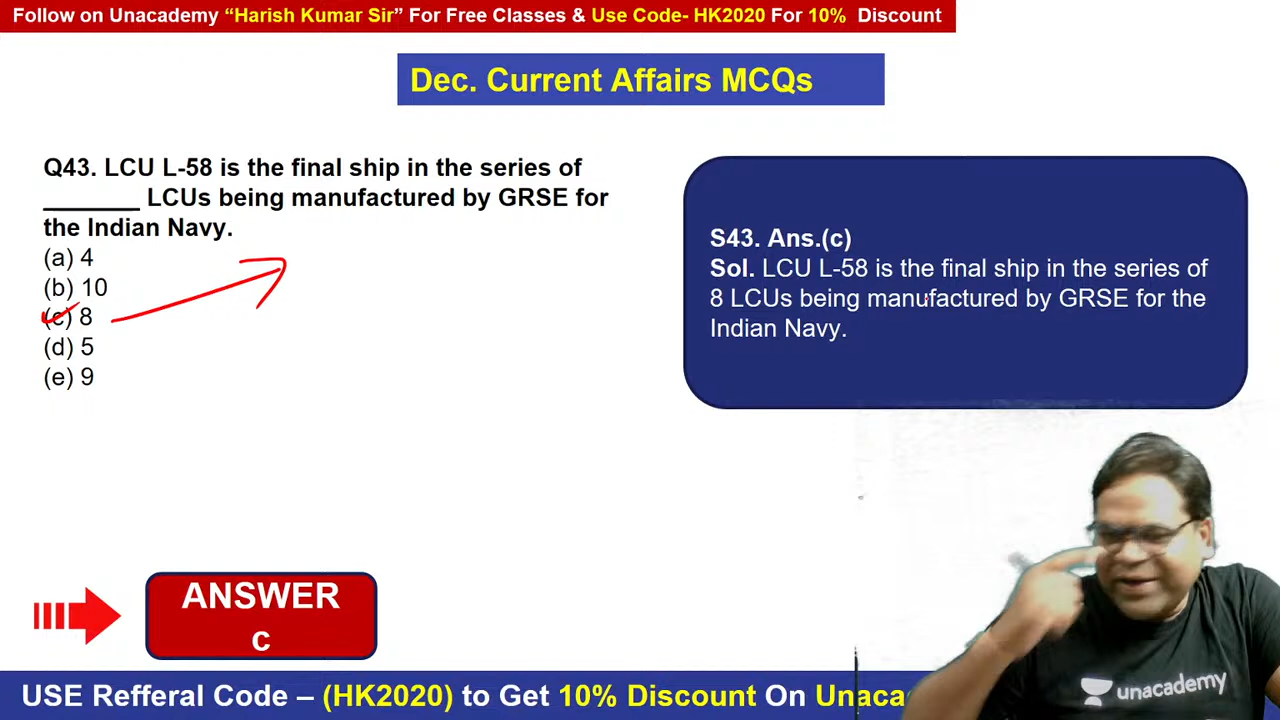 Follow on Unacademy “Harish Kumar Sir” For Free Classes & Use Code- HK2020 For 10% Discount
Dec. Current Affairs MCQs
Q43. LCU L-58 is the final ship in the series of
_______ LCUs being manufactured by GRSE for
the Indian Navy.
(a) 4
(b) 10
(c) 8
(d) 5
(e) 9
S43. Ans.(c)
Sol. LCU L-58 is the final ship in the series of
8 LCUs being manufactured by GRSE for the
Indian Navy.
ANSWER
c
unacademy
USE Refferal Code – (HK2020) to Get 10% Discount On Unaca